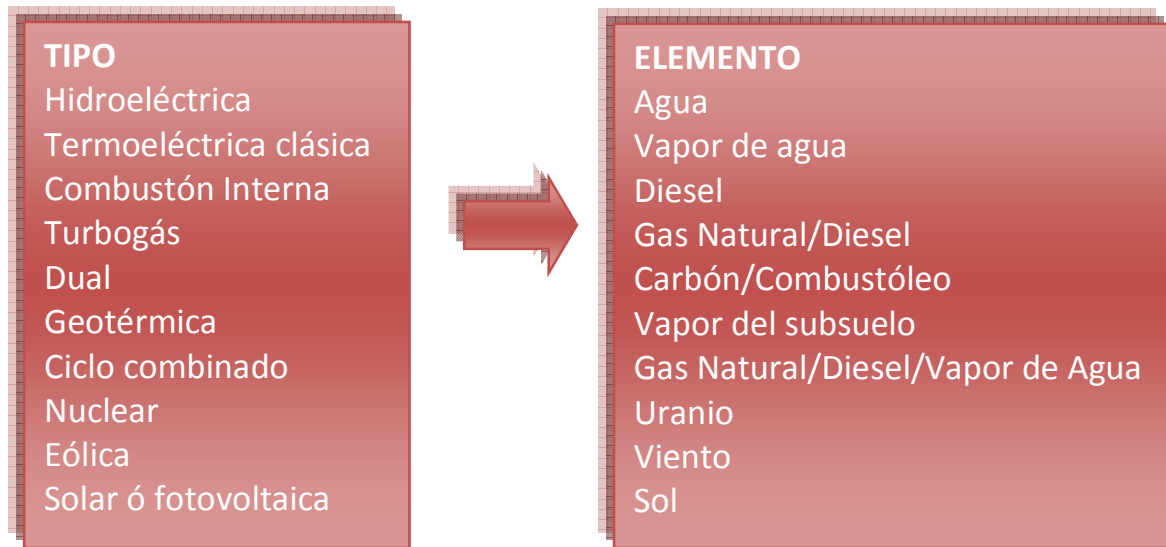 TIPO
Hidroeléctrica
Termoeléctrica clásica
Combustón Interna
Turbogás
Dual
Geotérmica
Ciclo combinado
Nuclear
Eólica
Solar ó fotovoltaica
ELEMENTO
Agua
Vapor de agua
Diesel
Gas Natural/Diesel
Carbón/Combustóleo
Vapor del subsuelo
Gas Natural/Diesel/Vapor de Agua
Uranio
Viento
Sol